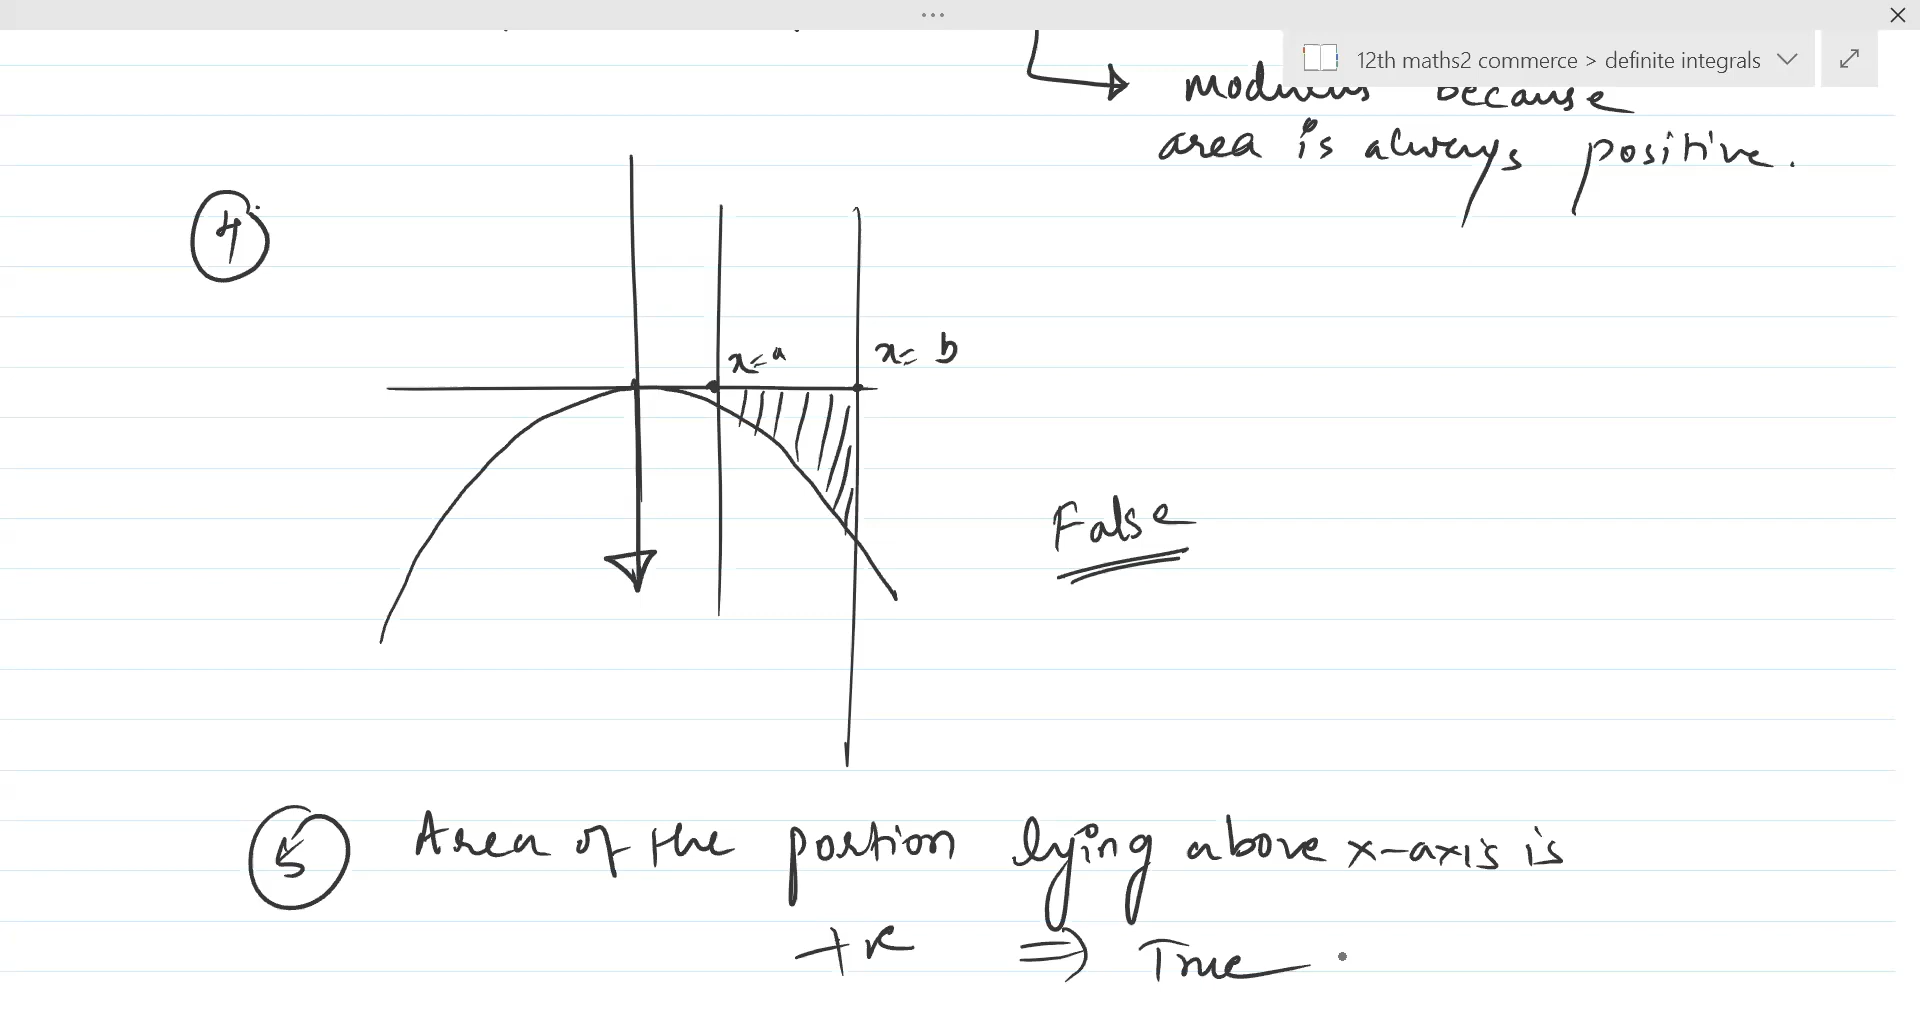 12th maths2 commerce > definite integrals
modulus because
area is always positive.
4
x=a
x= b
False
5 Area of the portion lying above x-axis is
+ve ⇒ True